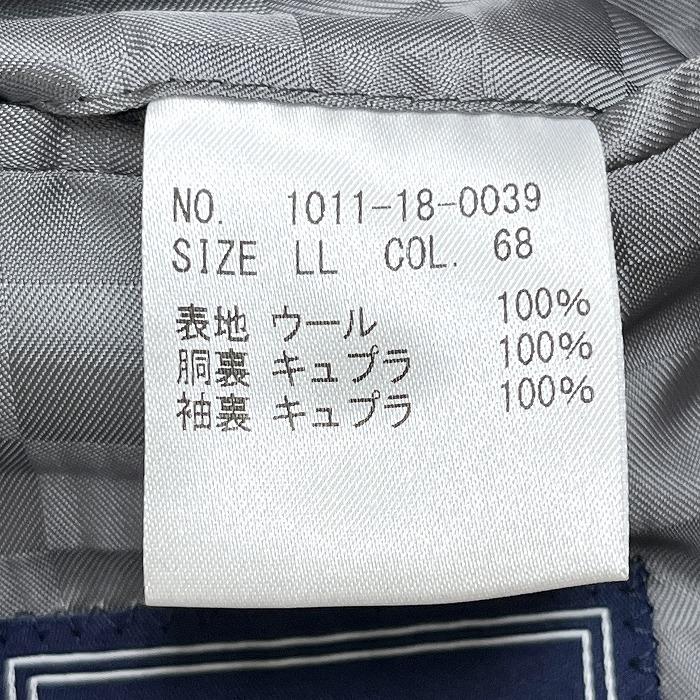 NO. 1011-18-0039
SIZE LL COL. 68
表地 ウール 100%
胴裏 キュプラ 100%
袖裏 キュプラ 100%